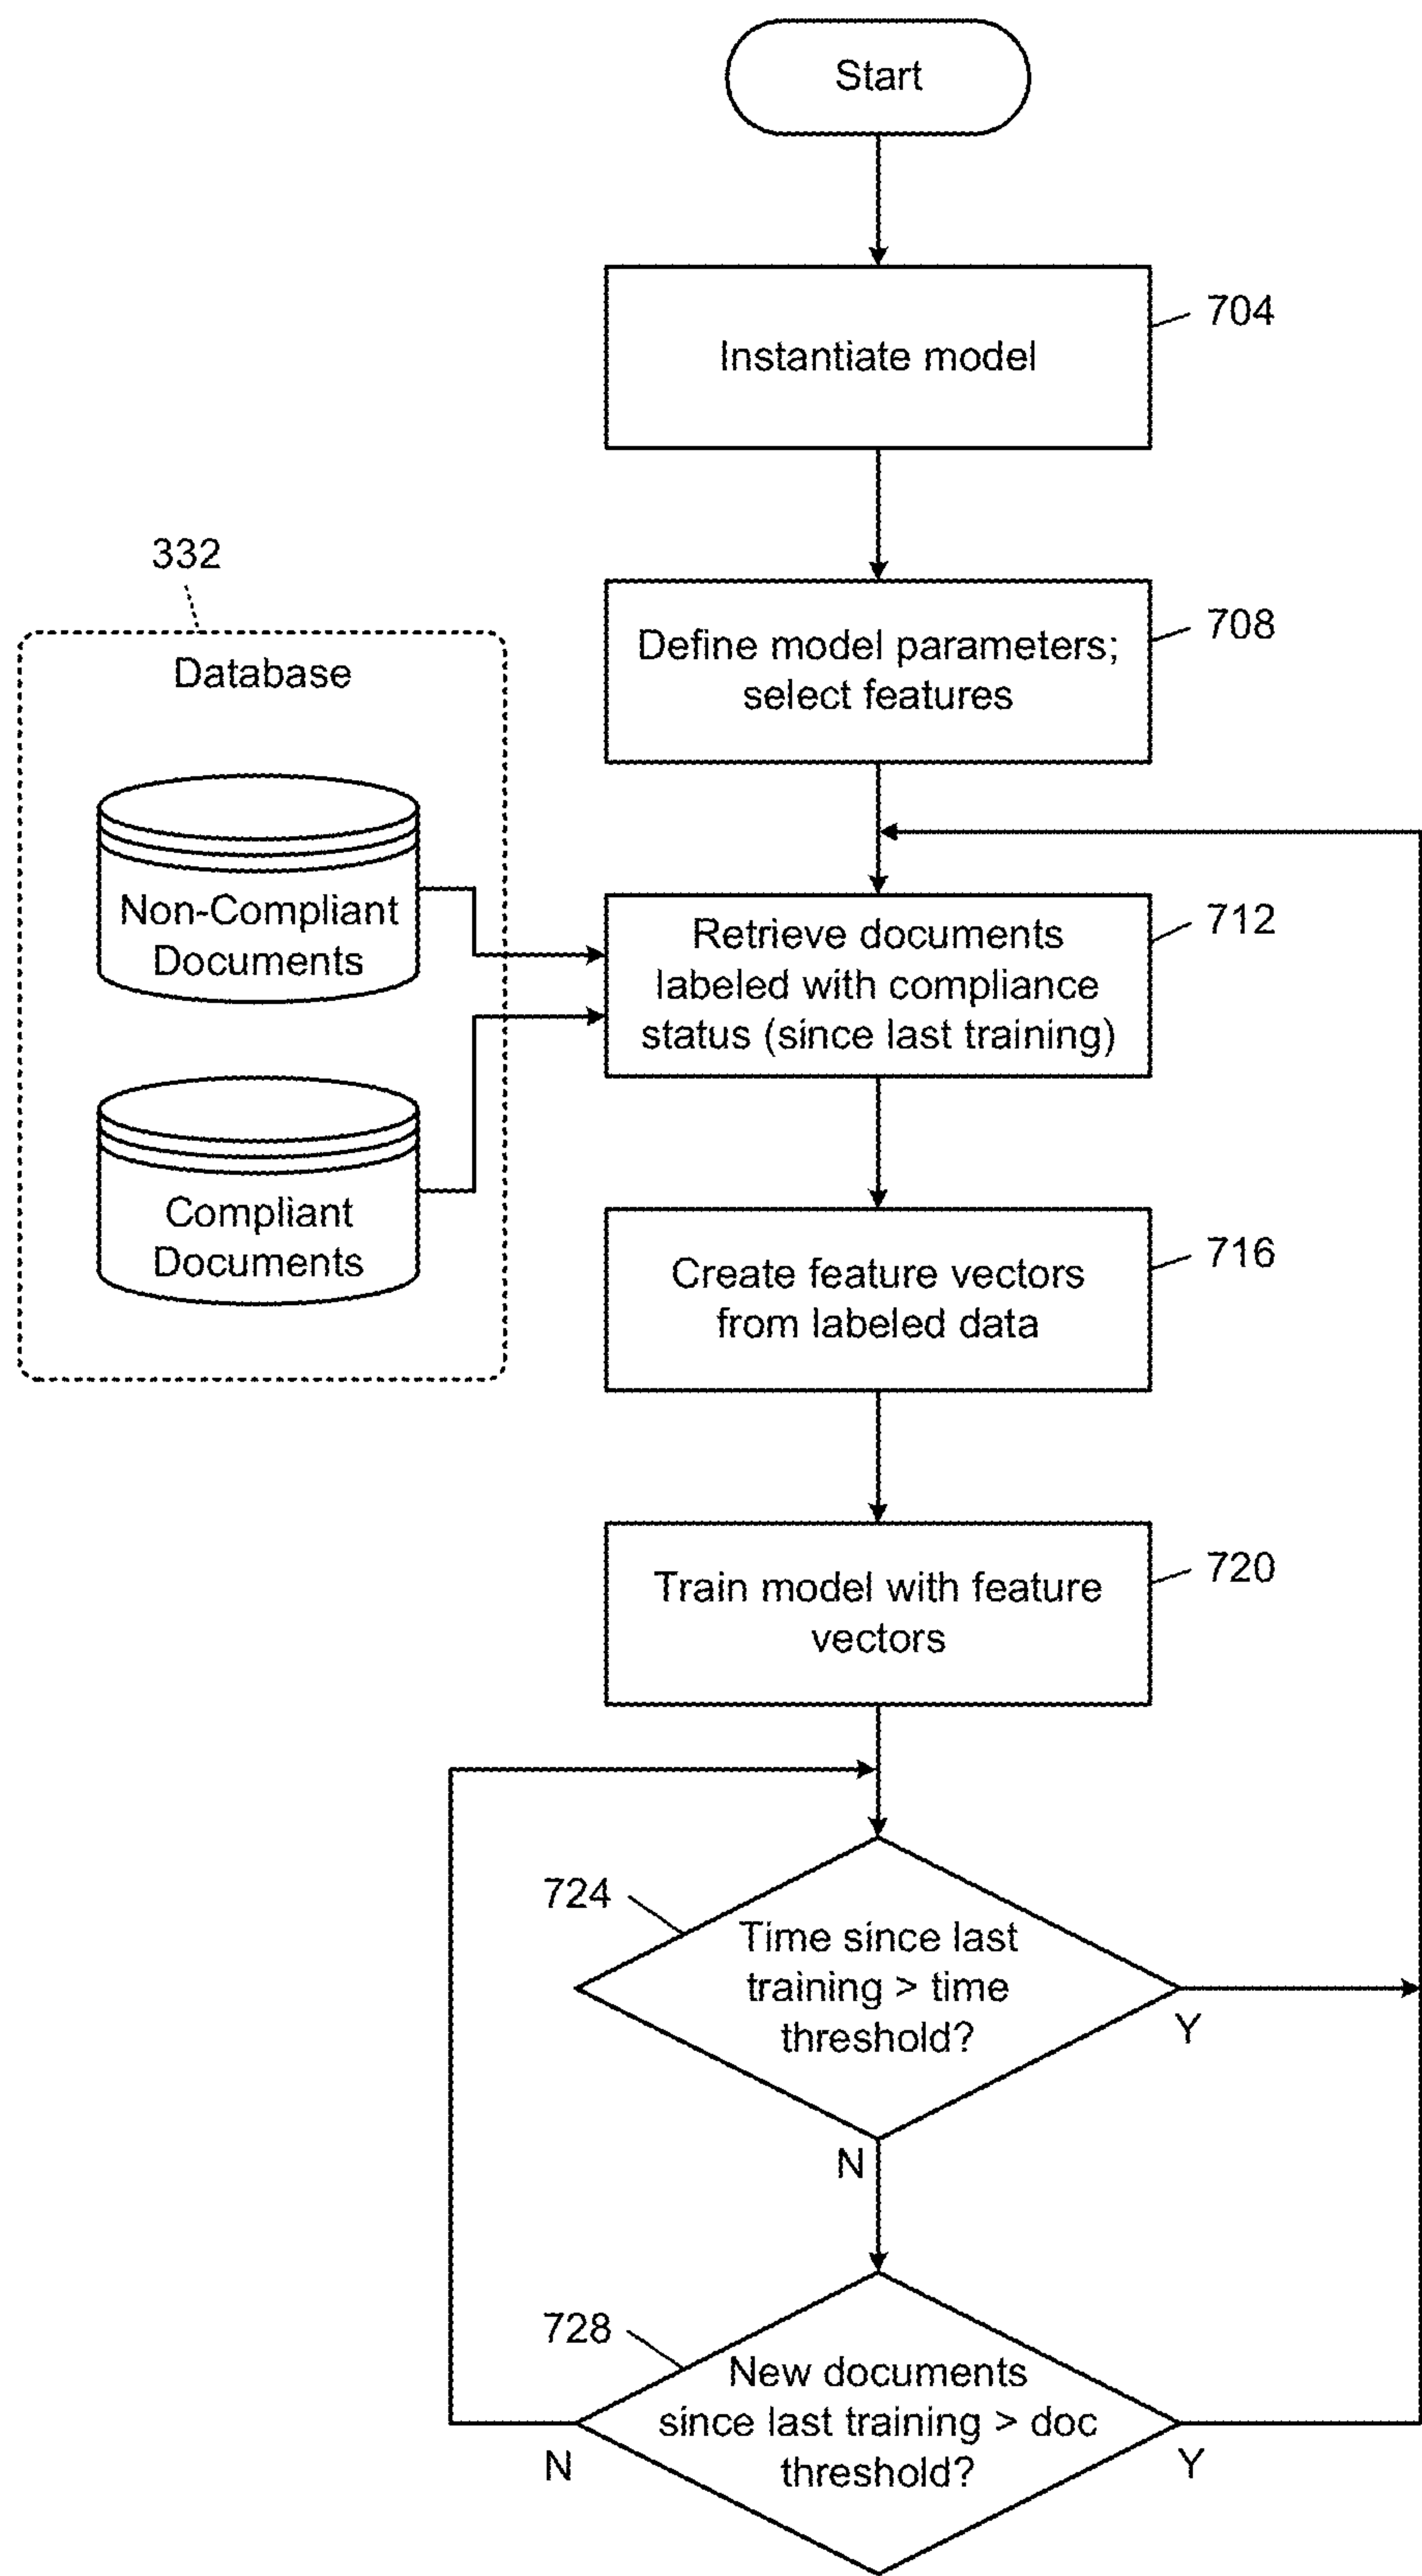 Start
Instantiate model
704
Define model parameters;
select features
708
332
Database
Non-Compliant
Documents
Compliant
Documents
Retrieve documents
labeled with compliance
status (since last training)
712
Create feature vectors
from labeled data
716
Train model with feature
vectors
720
724
Time since last
training > time
threshold?
Y
N
728
New documents
since last training > doc
threshold?
N
Y